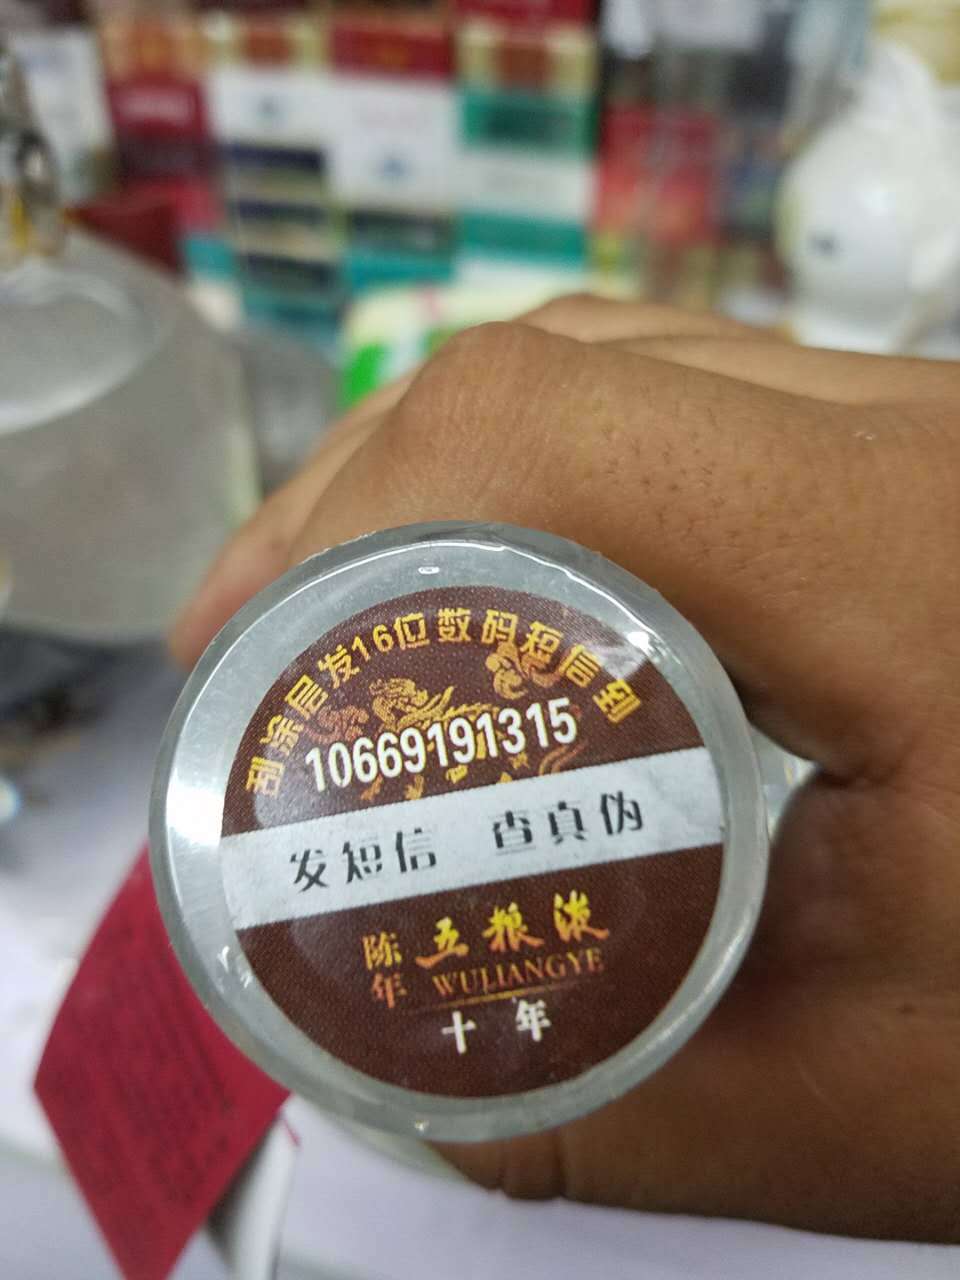 刮涂层发16位数码短信到
10669191315
发短信 查真伪
陈年 五粮液
WULIANGYE
十年